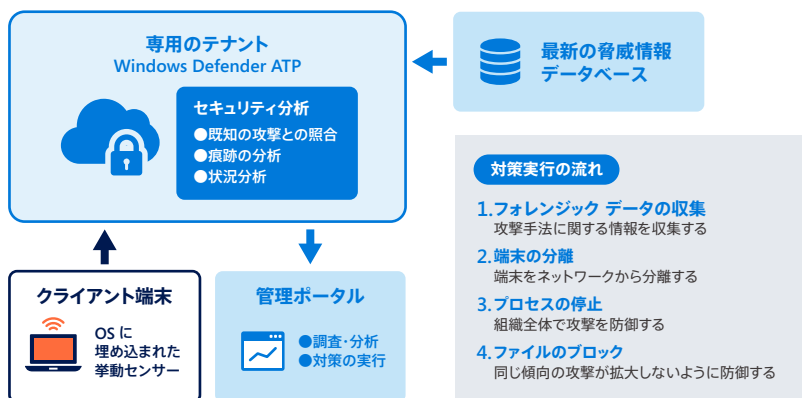 専用のテナント
Windows Defender ATP
セキュリティ分析
●既知の攻撃との照合
●痕跡の分析
●状況分析
最新の脅威情報
データベース
クライアント端末
OS に
埋め込まれた
挙動センサー
管理ポータル
●調査・分析
●対策の実行
対策実行の流れ
1.フォレンジック データの収集
攻撃手法に関する情報を収集する
2.端末の分離
端末をネットワークから分離する
3.プロセスの停止
組織全体で攻撃を防御する
4.ファイルのブロック
同じ傾向の攻撃が拡大しないように防御する